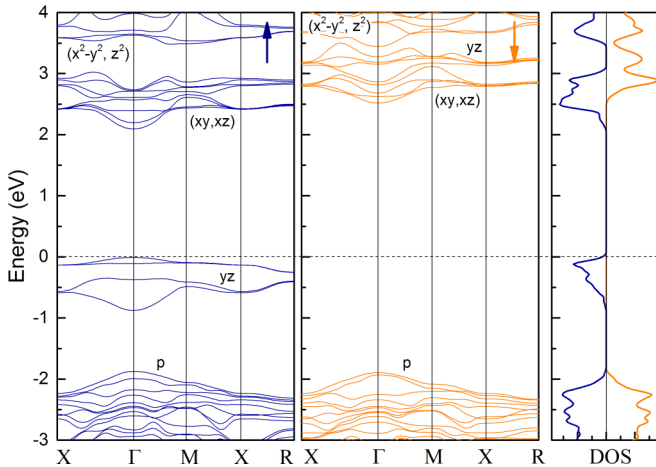 4
3
2
1
0
-1
-2
-3
Energy (eV)
(x²-y², z²)
(xy,xz)
yz
p
X Γ M X R
(x²-y², z²)
yz
(xy,xz)
p
X Γ M X R
DOS